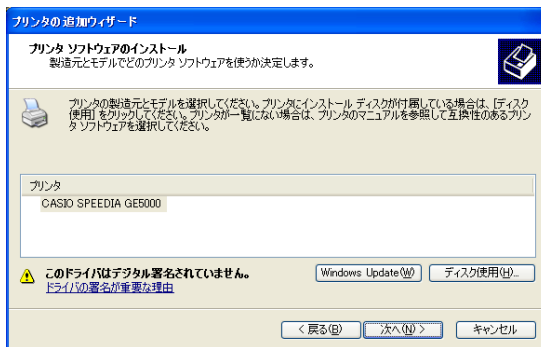 プリンタの追加ウィザード
プリンタ ソフトウェアのインストール
製造元とモデルでどのプリンタ ソフトウェアを使うか決定します。
プリンタの製造元とモデルを選択してください。プリンタにインストール ディスクが付属している場合は、[ディスク
使用] をクリックしてください。プリンタが一覧にない場合は、プリンタのマニュアルを参照して互換性のあるプリン
タ ソフトウェアを選択してください。
プリンタ
CASIO SPEEDIA GE5000
このドライバはデジタル署名されていません。
ドライバの署名が重要な理由
Windows Update(W)
ディスク使用(H)...
< 戻る(B)
次へ(N) >
キャンセル